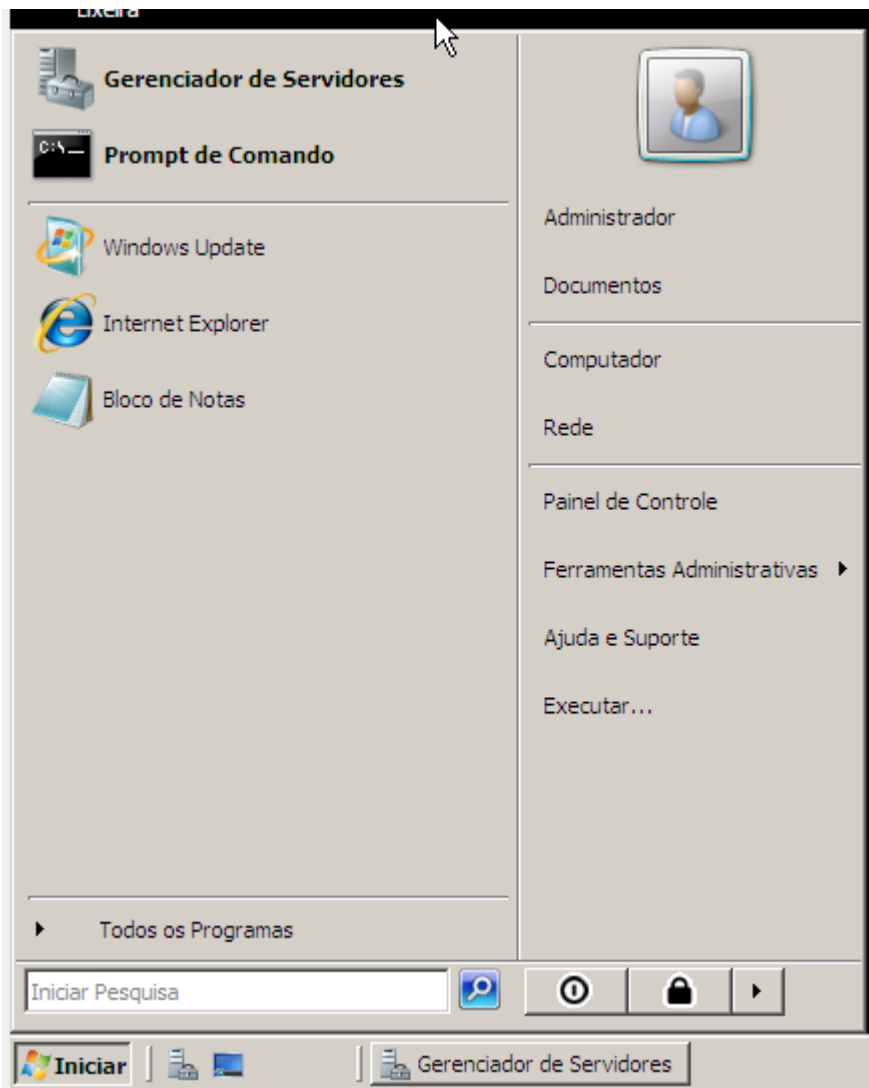 Lixeira
Gerenciador de Servidores
Prompt de Comando
Windows Update
Internet Explorer
Bloco de Notas
Todos os Programas
Iniciar Pesquisa
Administrador
Documentos
Computador
Rede
Painel de Controle
Ferramentas Administrativas
Ajuda e Suporte
Executar...
Iniciar
Gerenciador de Servidores